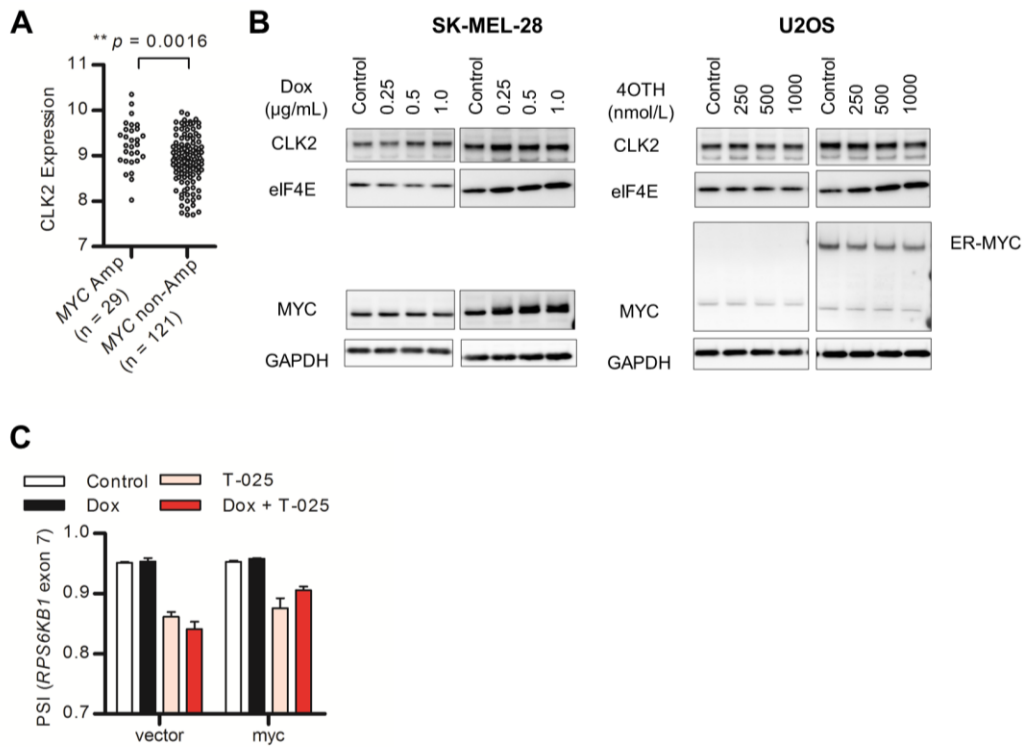 A
** p = 0.0016
11
10
9
8
7
CLK2 Expression
MYC Amp
(n = 29)
MYC non-Amp
(n = 121)
B
SK-MEL-28
U2OS
Dox
(µg/mL)
Control
0.25
0.5
1.0
Control
0.25
0.5
1.0
CLK2
eIF4E
MYC
GAPDH
4OTH
(nmol/L)
Control
250
500
1000
Control
250
500
1000
CLK2
eIF4E
ER-MYC
MYC
GAPDH
C
Control
T-025
Dox
Dox + T-025
1.0
0.9
0.8
0.7
PSI (RPS6KB1 exon 7)
vector
myc